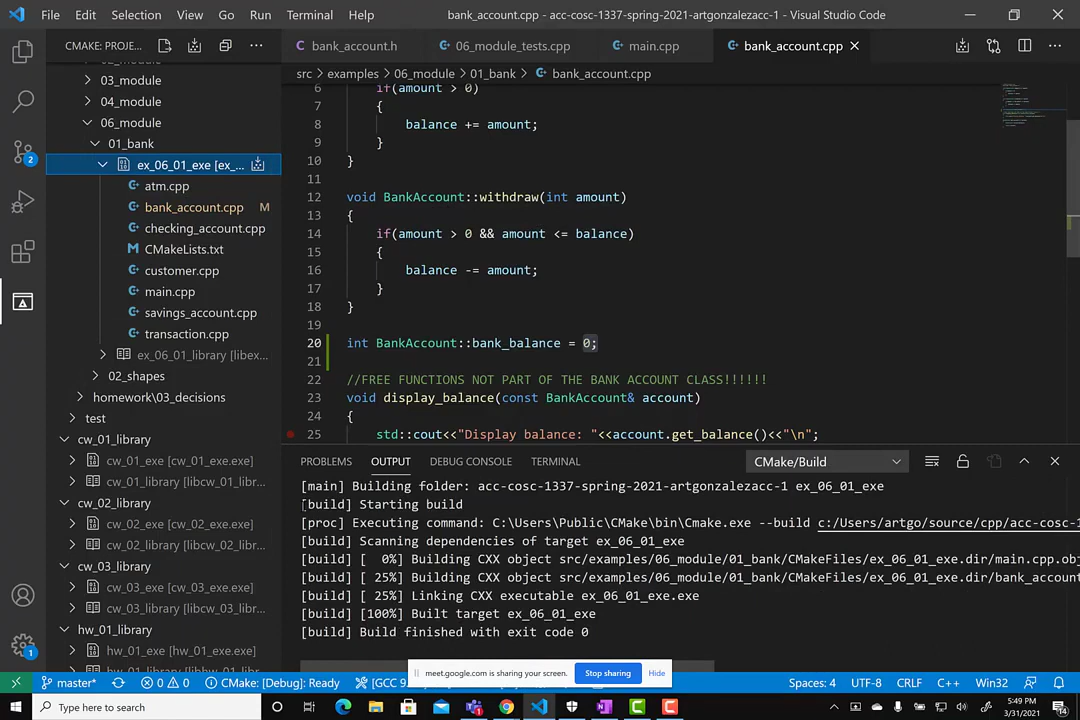 File Edit Selection View Go Run Terminal Help
bank_account.cpp - acc-cosc-1337-spring-2021-artgonzalezacc-1 - Visual Studio Code
CMAKE: PROJE...
bank_account.h
06_module_tests.cpp
main.cpp
bank_account.cpp
src > examples > 06_module > 01_bank > bank_account.cpp
03_module
04_module
06_module
01_bank
ex_06_01_exe [ex_...
atm.cpp
bank_account.cpp M
checking_account.cpp
CMakeLists.txt
customer.cpp
main.cpp
savings_account.cpp
transaction.cpp
ex_06_01_library [libex...
02_shapes
homework\03_decisions
test
cw_01_library
cw_01_exe [cw_01_exe.exe]
cw_01_library [libcw_01_libr...
cw_02_library
cw_02_exe [cw_02_exe.exe]
cw_02_library [libcw_02_libr...
cw_03_library
cw_03_exe [cw_03_exe.exe]
cw_03_library [libcw_03_libr...
hw_01_library
hw_01_exe [hw_01_exe.exe]
hw_01_library [libhw_01_libr...
2
1
6 if(amount > 0)
7 {
8 balance += amount;
9 }
10 }
11
12 void BankAccount::withdraw(int amount)
13 {
14 if(amount > 0 && amount <= balance)
15 {
16 balance -= amount;
17 }
18 }
19
20 int BankAccount::bank_balance = 0;
21
22 //FREE FUNCTIONS NOT PART OF THE BANK ACCOUNT CLASS!!!!!!
23 void display_balance(const BankAccount& account)
24 {
25 std::cout<<"Display balance: "<<account.get_balance()<<"\n";
PROBLEMS OUTPUT DEBUG CONSOLE TERMINAL
CMake/Build
[main] Building folder: acc-cosc-1337-spring-2021-artgonzalezacc-1 ex_06_01_exe
[build] Starting build
[proc] Executing command: C:\Users\Public\CMake\bin\Cmake.exe --build c:/Users/artgo/source/cpp/acc-cosc-1
[build] Scanning dependencies of target ex_06_01_exe
[build] [ 0%] Building CXX object src/examples/06_module/01_bank/CMakeFiles/ex_06_01_exe.dir/main.cpp.obj
[build] [ 25%] Building CXX object src/examples/06_module/01_bank/CMakeFiles/ex_06_01_exe.dir/bank_account
[build] [ 25%] Linking CXX executable ex_06_01_exe.exe
[build] [100%] Built target ex_06_01_exe
[build] Build finished with exit code 0
meet.google.com is sharing your screen. Stop sharing Hide
master* 0 0 CMake: [Debug]: Ready [GCC 9 Spaces: 4 UTF-8 CRLF C++ Win32
Type here to search
5:49 PM
3/31/2021
14